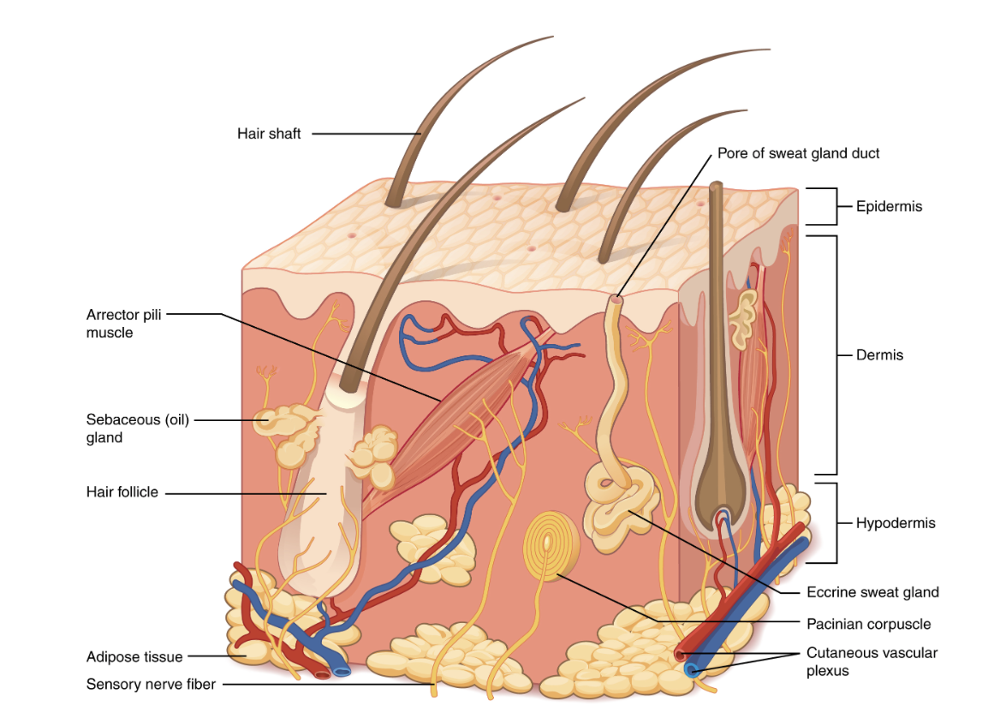 Hair shaft
Pore of sweat gland duct
Epidermis
Arrector pili
muscle
Dermis
Sebaceous (oil)
gland
Hair follicle
Hypodermis
Eccrine sweat gland
Pacinian corpuscle
Adipose tissue
Cutaneous vascular
plexus
Sensory nerve fiber